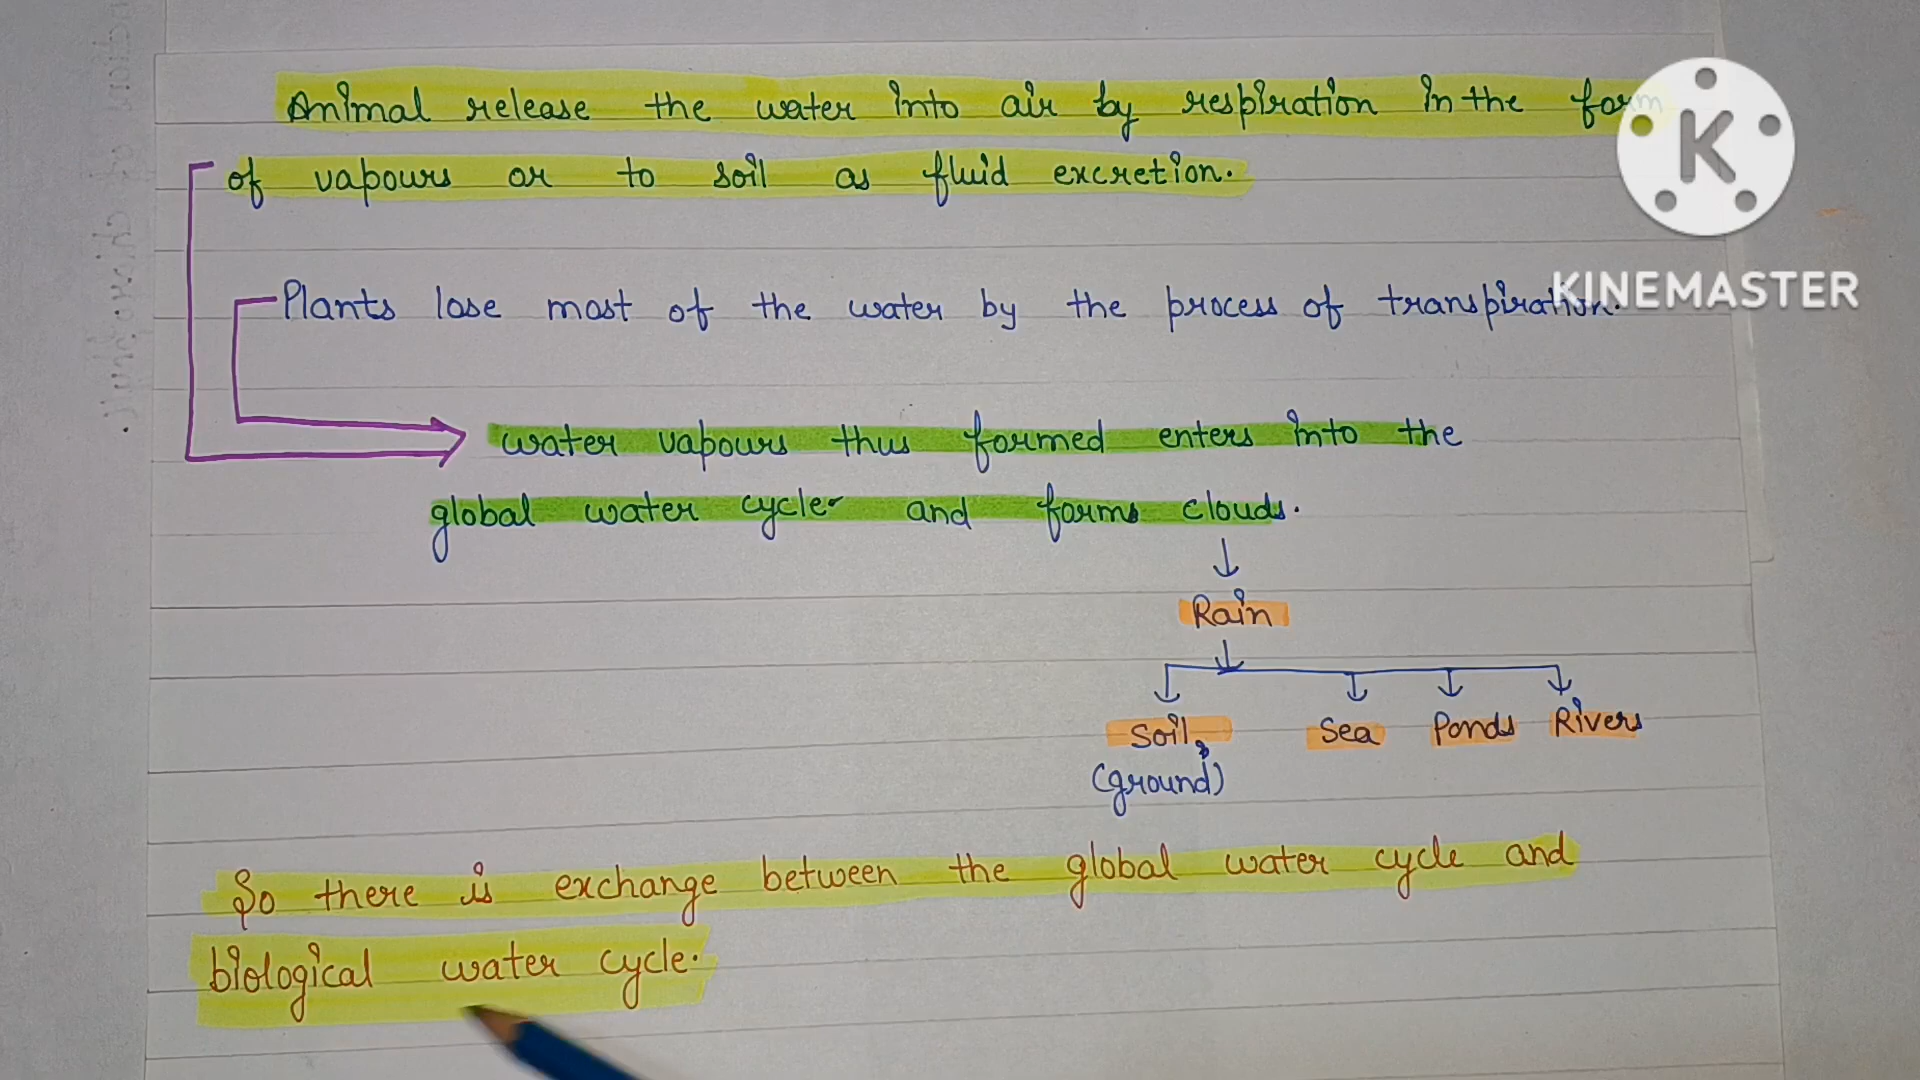 Animal release the water into air by respiration in the form
of vapours or to soil as fluid excretion.
Plants lose most of the water by the process of transpiration.
water vapours thus formed enters into the
global water cycle and forms clouds.
Rain
Soil, Sea Ponds Rivers
(ground)
So there is exchange between the global water cycle and
biological water cycle.
K
KINEMASTER